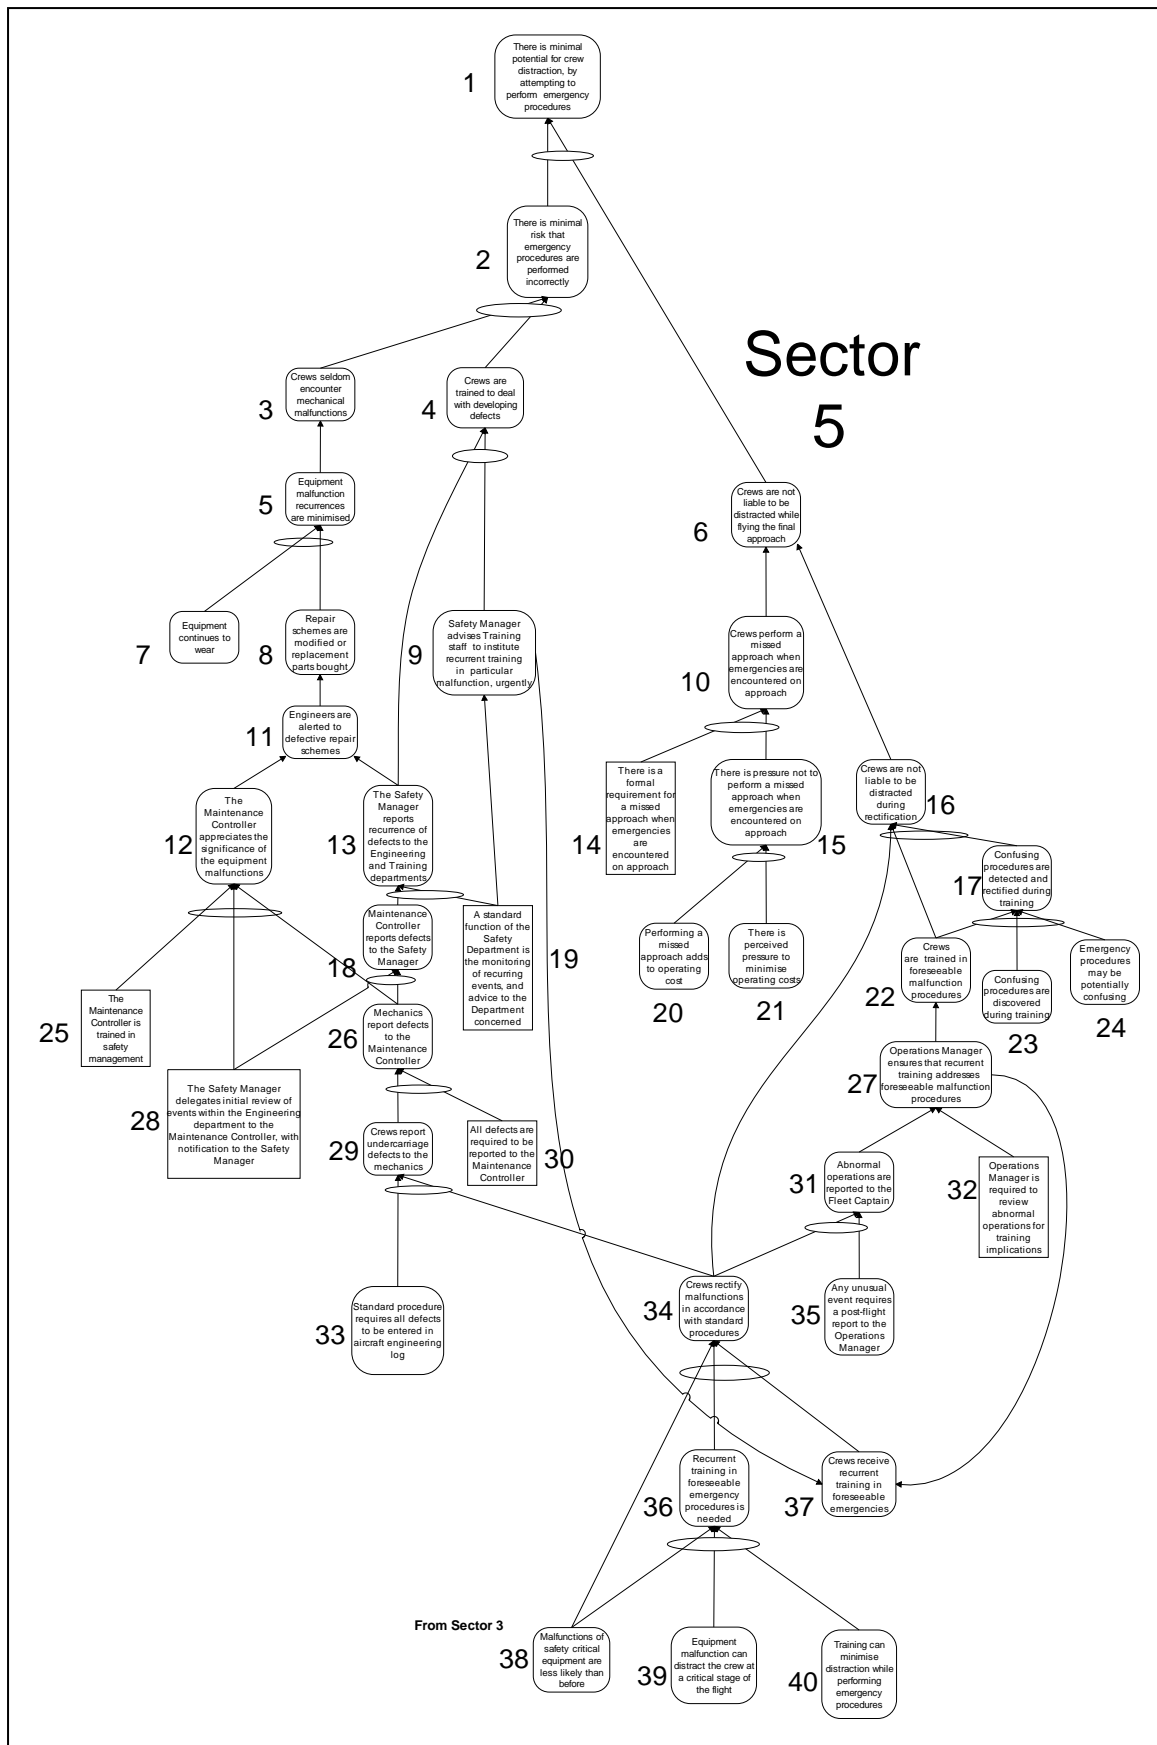 There is minimal
potential for crew
distraction, by
attempting to
perform emergency
procedures
1
There is minimal
risk that
emergency
procedures are
performed
incorrectly
2
Sector
5
Crews seldom
encounter
mechanical
malfunctions
3
Crews are
trained to deal
with developing
defects
4
Equipment
malfunction
recurrences
are minimised
5
Crews are not
liable to be
distracted while
flying the final
approach
6
Equipment
continues to
wear
7
Repair
schemes are
modified or
replacement
parts bought
8
Safety Manager
advises Training
staff to institute
recurrent training
in particular
malfunction, urgently
9
Crews perform a
missed
approach when
emergencies are
encountered on
approach
10
Engineers are
alerted to
defective repair
schemes
11
The
Maintenance
Controller
appreciates the
significance of
the equipment
malfunctions
12
The Safety
Manager
reports
recurrence of
defects to the
Engineering
and Training
departments
13
There is a
formal
requirement for
a missed
approach when
emergencies
are
encountered
on approach
14
There is pressure not to
perform a missed
approach when
emergencies are
encountered on
approach
15
Crews are not
liable to be
distracted
during
rectification
16
Confusing
procedures are
detected and
rectified during
training
17
Maintenance
Controller
reports defects
to the Safety
Manager
18
A standard
function of the
Safety
Department is
the monitoring
of recurring
events, and
advice to the
Department
concerned
19
Performing a
missed
approach adds
to operating
cost
20
There is
perceived
pressure to
minimise
operating costs
21
Crews
are trained in
foreseeable
malfunction
procedures
22
Confusing
procedures are
discovered
during training
23
Emergency
procedures
may be
potentially
confusing
24
The
Maintenance
Controller is
trained in
safety
management
25
Mechanics
report defects
to the
Maintenance
Controller
26
Operations Manager
ensures that recurrent
training addresses
foreseeable malfunction
procedures
27
The Safety Manager
delegates initial review of
events within the Engineering
department to the
Maintenance Controller, with
notification to the Safety
Manager
28
Crews report
undercarriage
defects to the
mechanics
29
All defects are
required to be
reported to the
Maintenance
Controller
30
Abnormal
operations are
reported to the
Fleet Captain
31
Operations
Manager is
required to
review
abnormal
operations for
training
implications
32
Standard procedure
requires all defects
to be entered in
aircraft engineering
log
33
Crews rectify
malfunctions
in accordance
with standard
procedures
34
Any unusual
event requires
a post-flight
report to the
Operations
Manager
35
Recurrent
training in
foreseeable
emergency
procedures is
needed
36
Crews receive
recurrent
training in
foreseeable
emergencies
37
From Sector 3
Malfunctions of
safety critical
equipment are
less likely than
before
38
Equipment
malfunction can
distract the crew at
a critical stage of
the flight
39
Training can
minimise
distraction while
performing
emergency
procedures
40